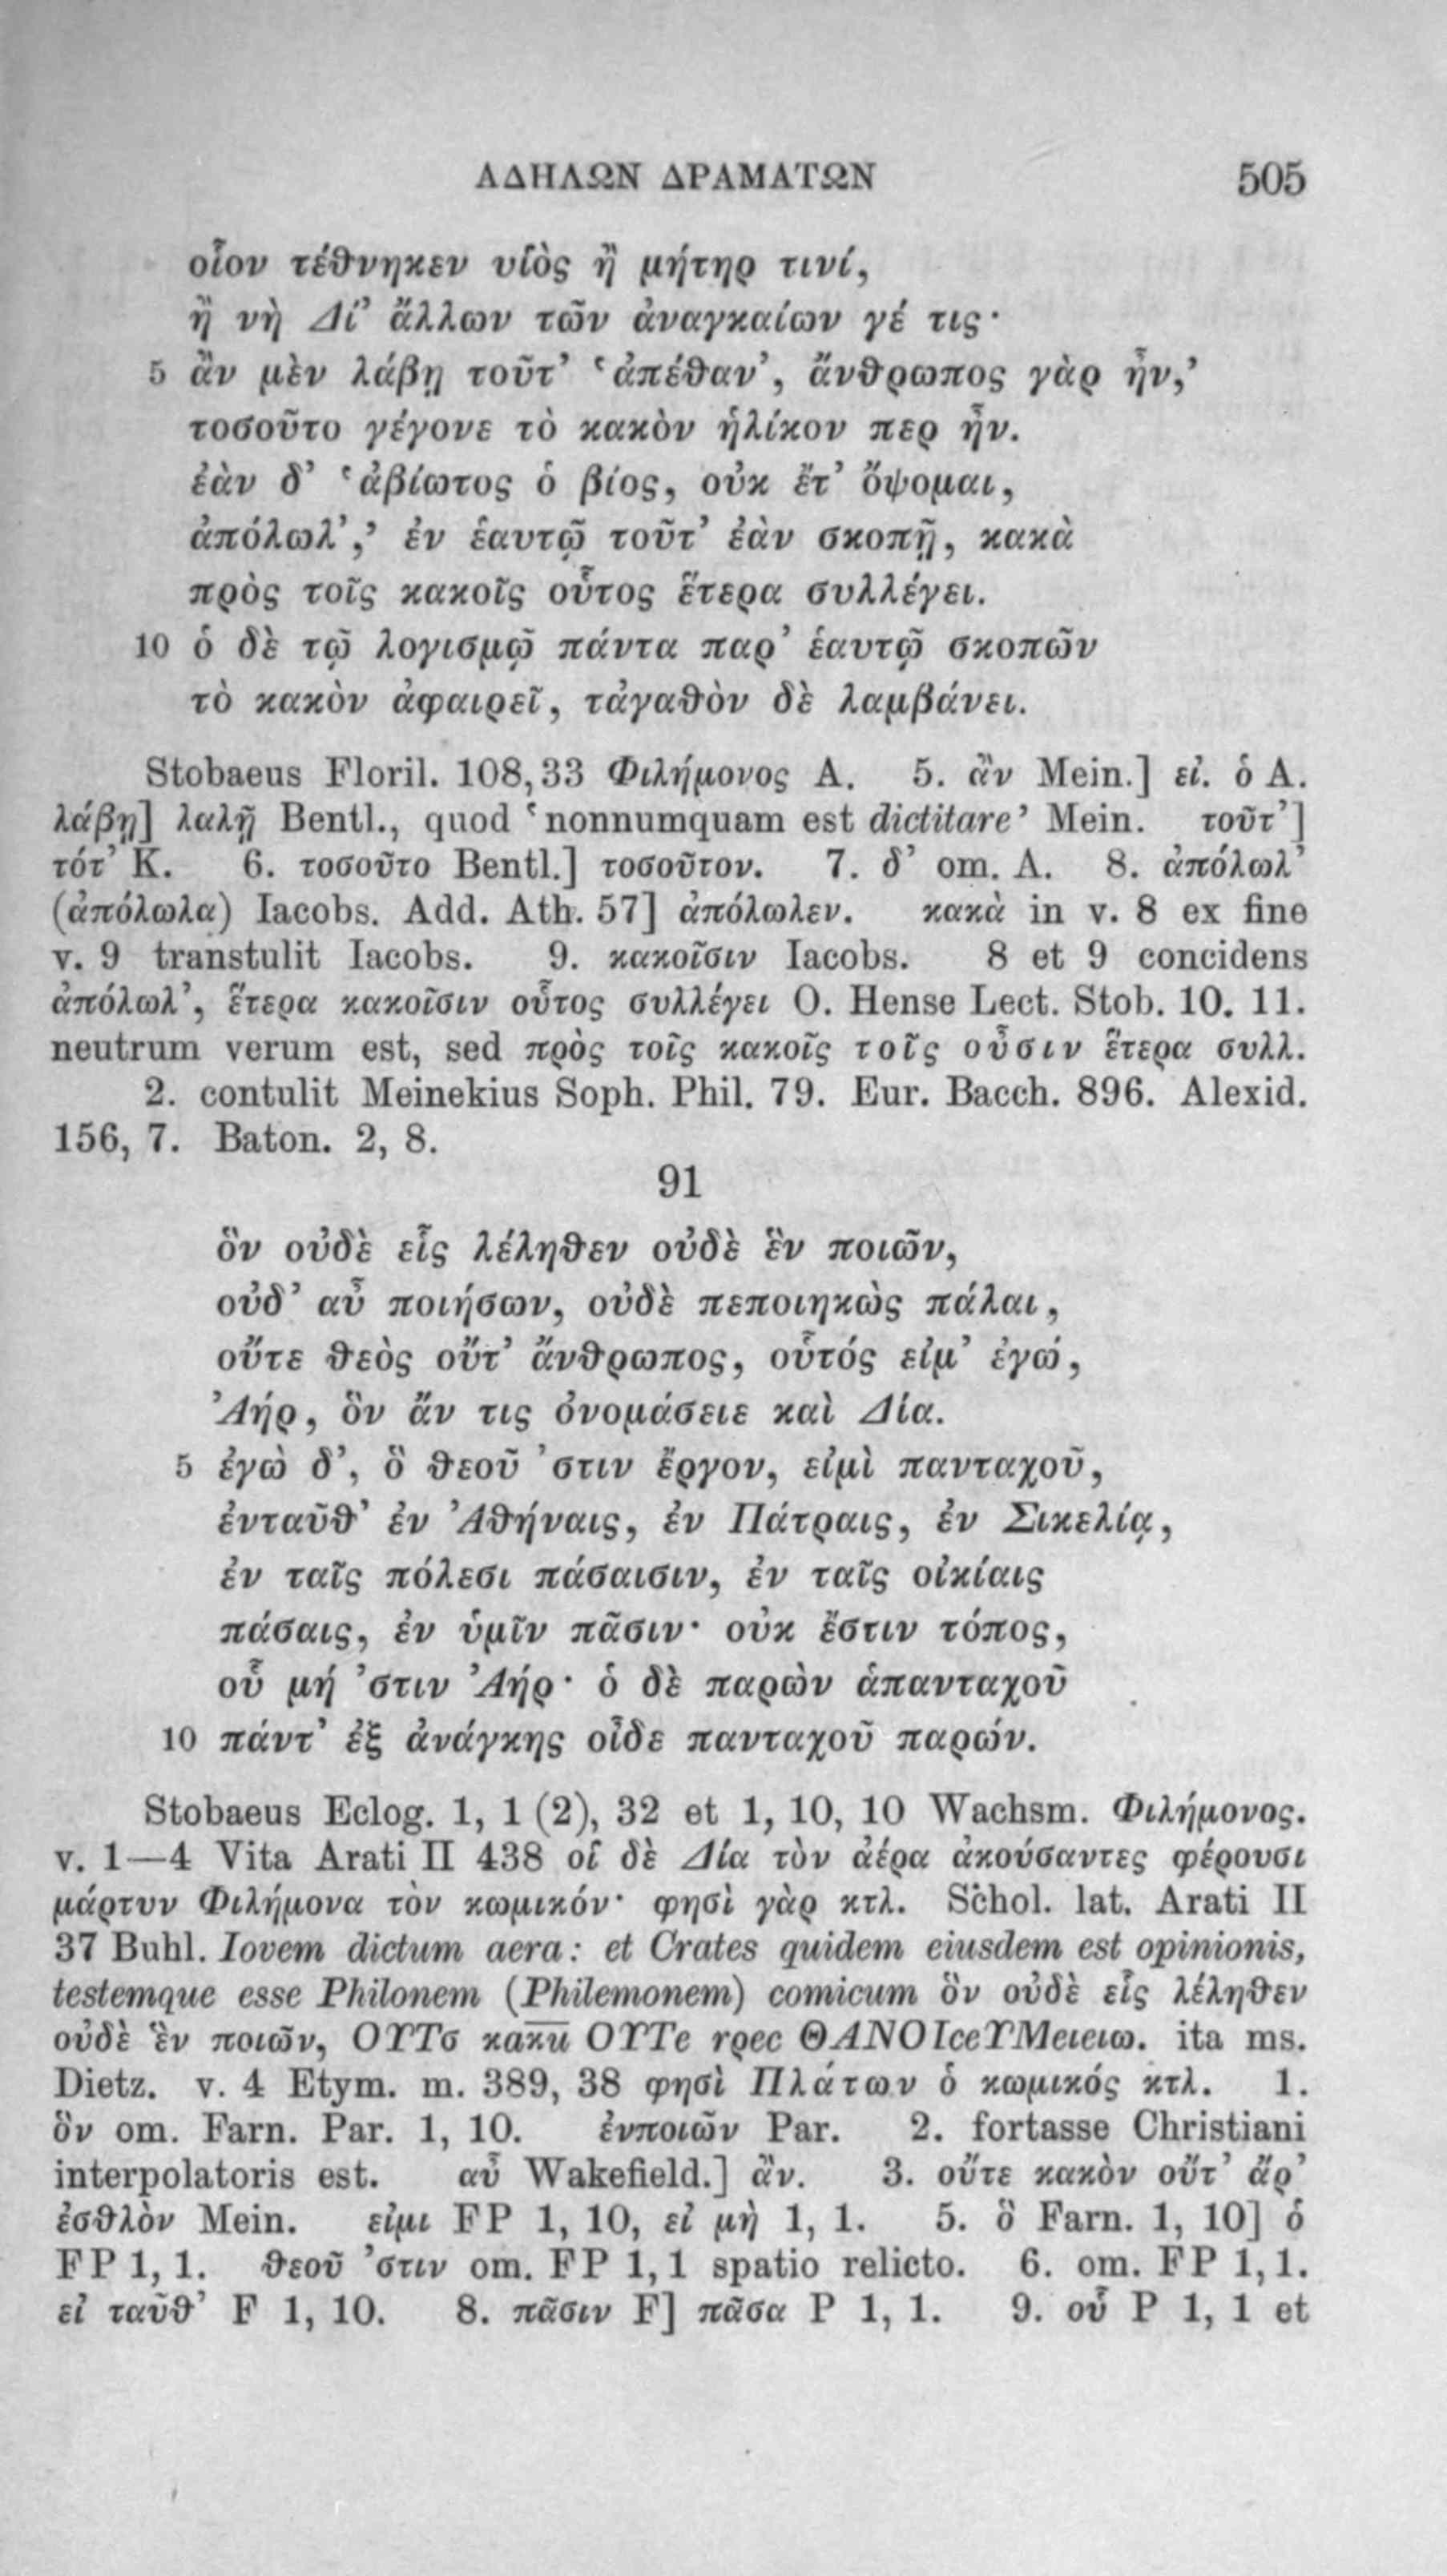 ΑΔΗΛΩΝ ΔΡΑΜΑΤΩΝ 505
οἷον τέθνηκεν υἱὸς ἢ μήτηρ τινί,
ἢ νὴ Δί’ ἄλλων τῶν ἀναγκαίων γέ τις·
5 ἂν μὲν λάβῃ τοῦτ’ ‘ἀπέθαν’, ἄνθρωπος γὰρ ἦν,’
τοσοῦτο γέγονε τὸ κακὸν ἡλίκον περ ἦν.
ἐὰν δ’ ‘ἀβίωτος ὁ βίος, οὐκ ἔτ’ ὄψομαι,
ἀπόλωλ’,’ ἐν ἑαυτῷ τοῦτ’ ἐὰν σκοπῇ, κακὰ
πρὸς τοῖς κακοῖς οὗτος ἕτερα συλλέγει.
10 ὁ δὲ τῷ λογισμῷ πάντα παρ’ ἑαυτῷ σκοπῶν
τὸ κακὸν ἀφαιρεῖ, τἀγαθὸν δὲ λαμβάνει.
Stobaeus Floril. 108,33 Φιλήμονος A. 5. ἂν Mein.] εἰ. ὁ A.
λάβῃ] λαλῇ Bentl., quod ‘nonnumquam est dictitare’ Mein. τοῦτ’]
τότ’ K. 6. τοσοῦτο Bentl.] τοσοῦτον. 7. δ’ om. A. 8. ἀπόλωλ’
(ἀπόλωλα) Iacobs. Add. Ath. 57] ἀπόλωλεν. κακὰ in v. 8 ex fine
v. 9 transtulit Iacobs. 9. κακοῖσιν Iacobs. 8 et 9 concidens
ἀπόλωλ’, ἕτερα κακοῖσιν οὗτος συλλέγει O. Hense Lect. Stob. 10. 11.
neutrum verum est, sed πρὸς τοῖς κακοῖς τοῖς οὖσιν ἕτερα συλλ.
2. contulit Meinekius Soph. Phil. 79. Eur. Bacch. 896. Alexid.
156, 7. Baton. 2, 8.
91
ὃν οὐδὲ εἷς λέληθεν οὐδὲ ἓν ποιῶν,
οὐδ’ αὖ ποιήσων, οὐδὲ πεποιηκὼς πάλαι,
οὔτε θεὸς οὔτ’ ἄνθρωπος, οὗτός εἰμ’ ἐγώ,
Ἀήρ, ὃν ἄν τις ὀνομάσειε καὶ Δία.
5 ἐγὼ δ’, ὃ θεοῦ ’στιν ἔργον, εἰμὶ πανταχοῦ,
ἐνταῦθ’ ἐν Ἀθήναις, ἐν Πάτραις, ἐν Σικελίᾳ,
ἐν ταῖς πόλεσι πάσαισιν, ἐν ταῖς οἰκίαις
πάσαις, ἐν ὑμῖν πᾶσιν· οὐκ ἔστιν τόπος,
οὗ μή ’στιν Ἀήρ· ὁ δὲ παρὼν ἁπανταχοῦ
10 πάντ’ ἐξ ἀνάγκης οἶδε πανταχοῦ παρών.
Stobaeus Eclog. 1, 1 (2), 32 et 1, 10, 10 Wachsm. Φιλήμονος.
v. 1—4 Vita Arati II 438 οἱ δὲ Δία τὸν ἀέρα ἀκούσαντες φέρουσι
μάρτυν Φιλήμονα τὸν κωμικόν· φησὶ γὰρ κτλ. Schol. lat. Arati II
37 Buhl. Iovem dictum aera: et Crates quidem eiusdem est opinionis,
testemque esse Philonem (Philemonem) comicum ὃν οὐδὲ εἷς λέληθεν
οὐδὲ ἓν ποιῶν, ΟΥΤσ κακῡ ΟΥΤe rρec ΘΑΝΟΙceΥΜειειω. ita ms.
Dietz. v. 4 Etym. m. 389, 38 φησὶ Πλάτων ὁ κωμικός κτλ. 1.
ὃν om. Farn. Par. 1, 10. ἐνποιῶν Par. 2. fortasse Christiani
interpolatoris est. αὖ Wakefield.] ἂν. 3. οὔτε κακὸν οὔτ’ ἄρ’
ἐσθλὸν Mein. εἰμι FP 1, 10, εἰ μὴ 1, 1. 5. ὃ Farn. 1, 10] ὁ
FP 1, 1. θεοῦ ’στιν om. FP 1, 1 spatio relicto. 6. om. FP 1, 1.
εἰ ταῦθ’ F 1, 10. 8. πᾶσιν F] πᾶσα P 1, 1. 9. οὗ P 1, 1 et